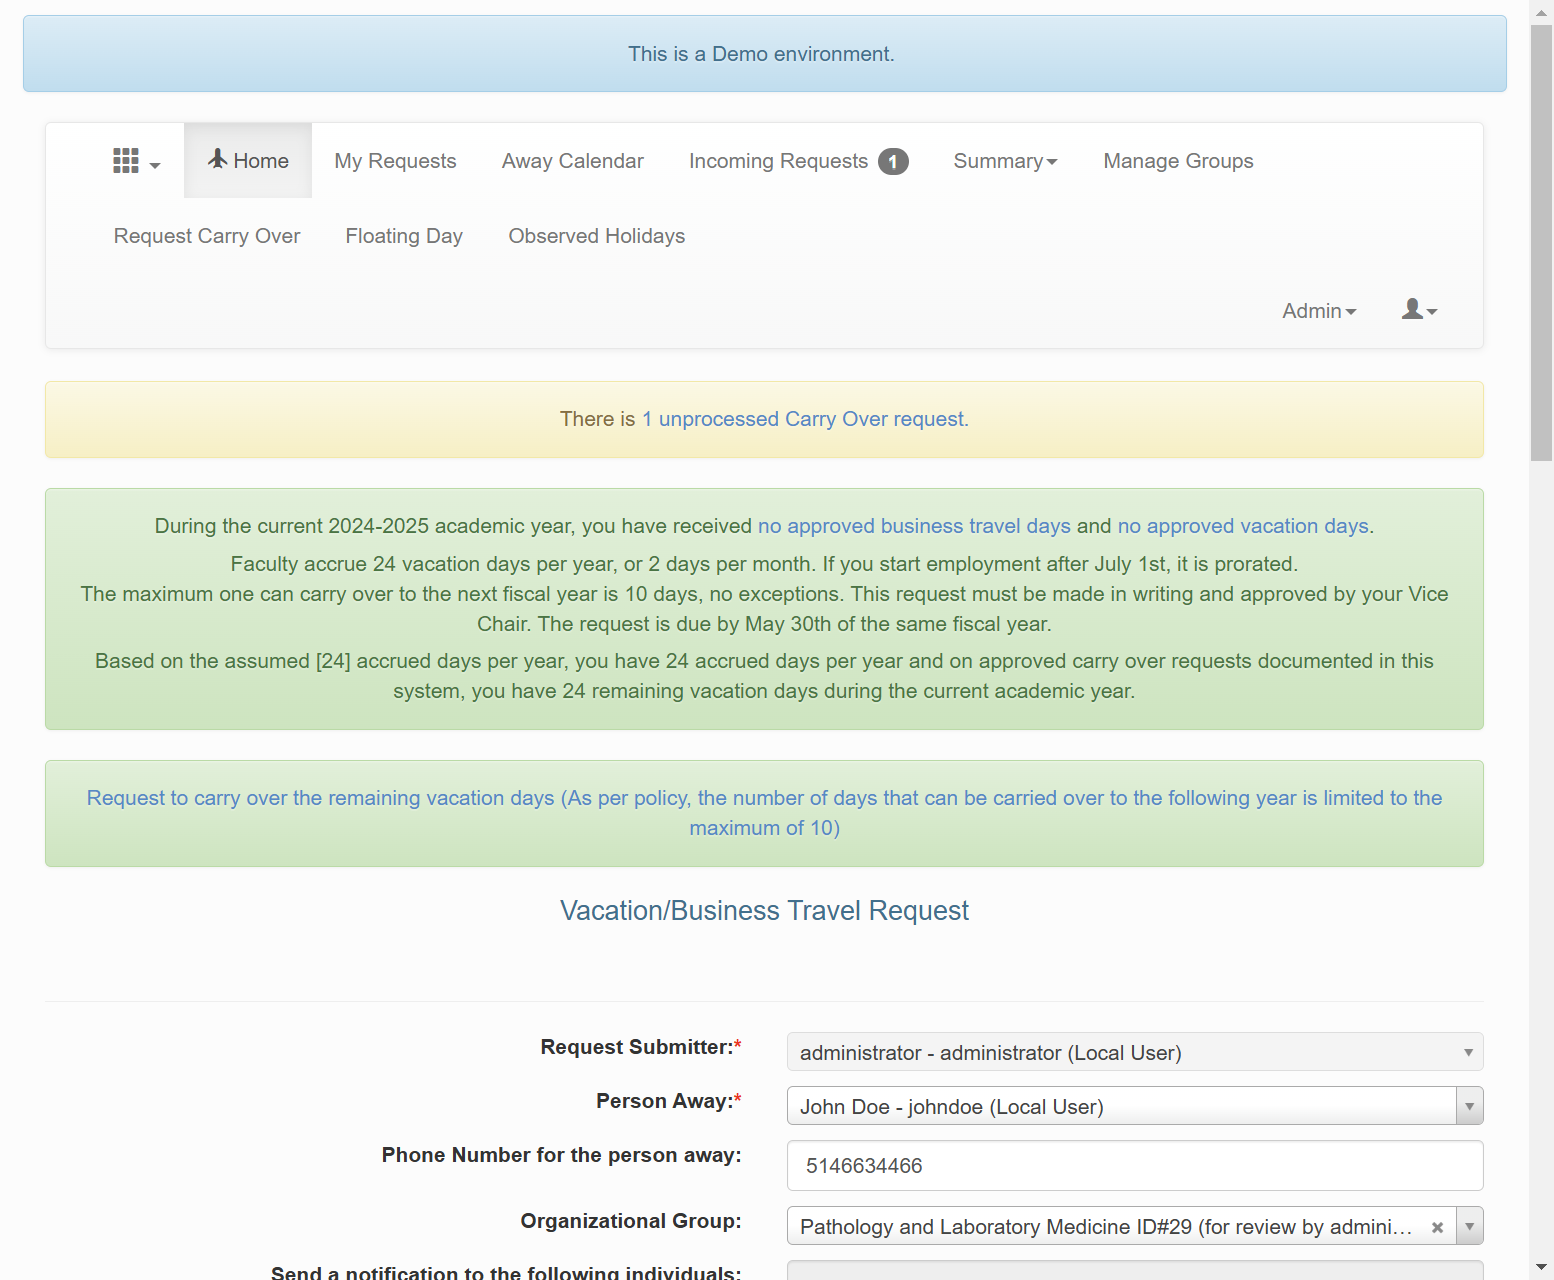 This is a Demo environment.
Home
My Requests
Away Calendar
Incoming Requests 1
Summary
Manage Groups
Request Carry Over
Floating Day
Observed Holidays
Admin
There is 1 unprocessed Carry Over request.
During the current 2024-2025 academic year, you have received no approved business travel days and no approved vacation days.
Faculty accrue 24 vacation days per year, or 2 days per month. If you start employment after July 1st, it is prorated.
The maximum one can carry over to the next fiscal year is 10 days, no exceptions. This request must be made in writing and approved by your Vice
Chair. The request is due by May 30th of the same fiscal year.
Based on the assumed [24] accrued days per year, you have 24 accrued days per year and on approved carry over requests documented in this
system, you have 24 remaining vacation days during the current academic year.
Request to carry over the remaining vacation days (As per policy, the number of days that can be carried over to the following year is limited to the
maximum of 10)
Vacation/Business Travel Request
Request Submitter:*
administrator - administrator (Local User)
Person Away:*
John Doe - johndoe (Local User)
Phone Number for the person away:
5146634466
Organizational Group:
Pathology and Laboratory Medicine ID#29 (for review by admini...
Send a notification to the following individuals: